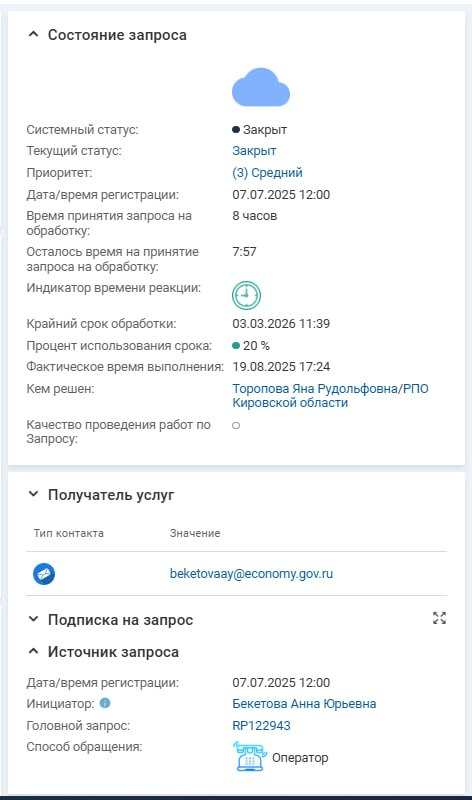 Состояние запроса
Системный статус: Закрыт
Текущий статус: Закрыт
Приоритет: (3) Средний
Дата/время регистрации: 07.07.2025 12:00
Время принятия запроса на 8 часов
обработку:
Осталось время на принятие 7:57
запроса на обработку:
Индикатор времени реакции:
Крайний срок обработки: 03.03.2026 11:39
Процент использования срока: 20 %
Фактическое время выполнения: 19.08.2025 17:24
Кем решен: Торопова Яна Рудольфовна/РПО
Кировской области
Качество проведения работ по
Запросу:
Получатель услуг
Тип контакта Значение
beketovaay@economy.gov.ru
Подписка на запрос
Источник запроса
Дата/время регистрации: 07.07.2025 12:00
Инициатор: Бекетова Анна Юрьевна
Головной запрос: RP122943
Способ обращения: Оператор